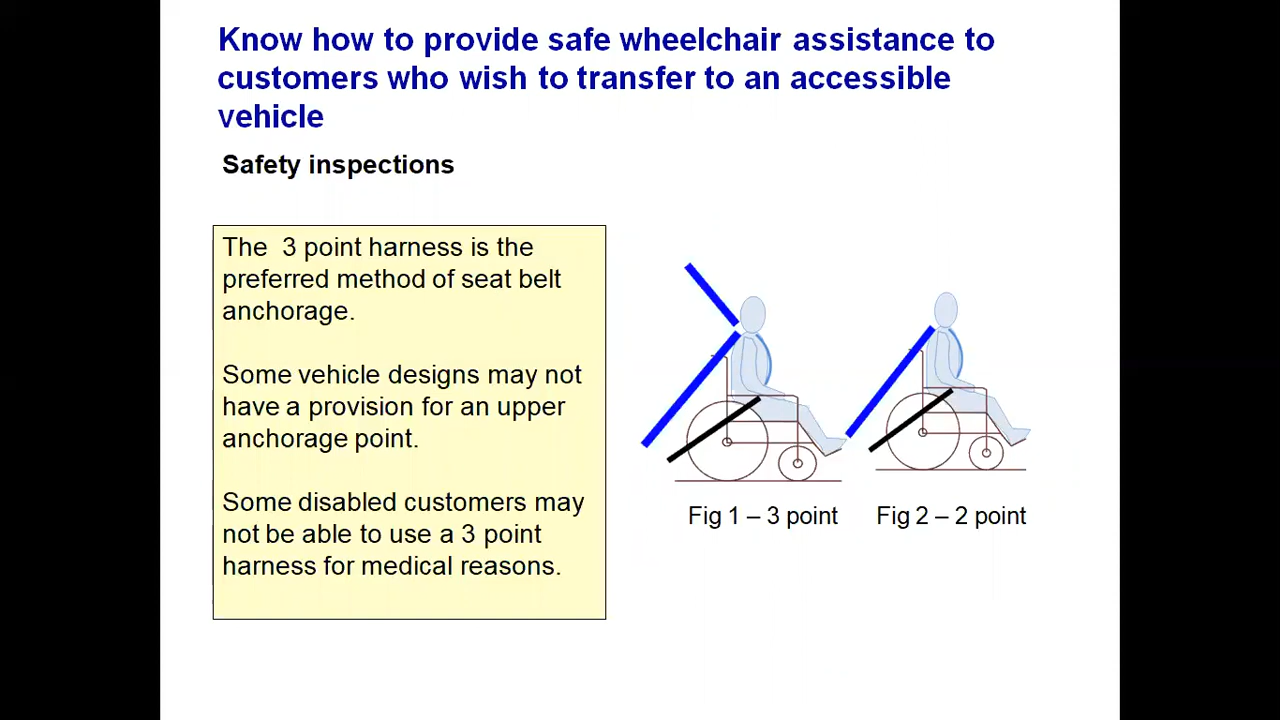 Know how to provide safe wheelchair assistance to
customers who wish to transfer to an accessible
vehicle
Safety inspections
The  3 point harness is the
preferred method of seat belt
anchorage.
Some vehicle designs may not
have a provision for an upper
anchorage point.
Some disabled customers may
not be able to use a 3 point
harness for medical reasons.
Fig 1 – 3 point
Fig 2 – 2 point